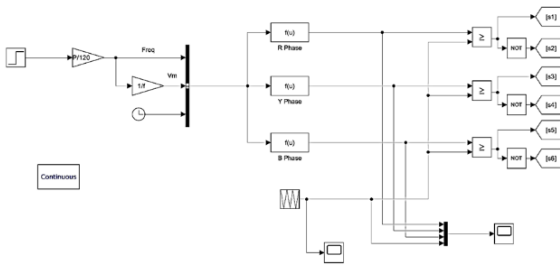 [s1]
f(u)
≥
Freq
R Phase
NOT
[s2]
P/120
[s3]
Vm
f(u)
≥
1/f
Y Phase
NOT
[s4]
[s5]
f(u)
≥
B Phase
NOT
[s6]
Continuous